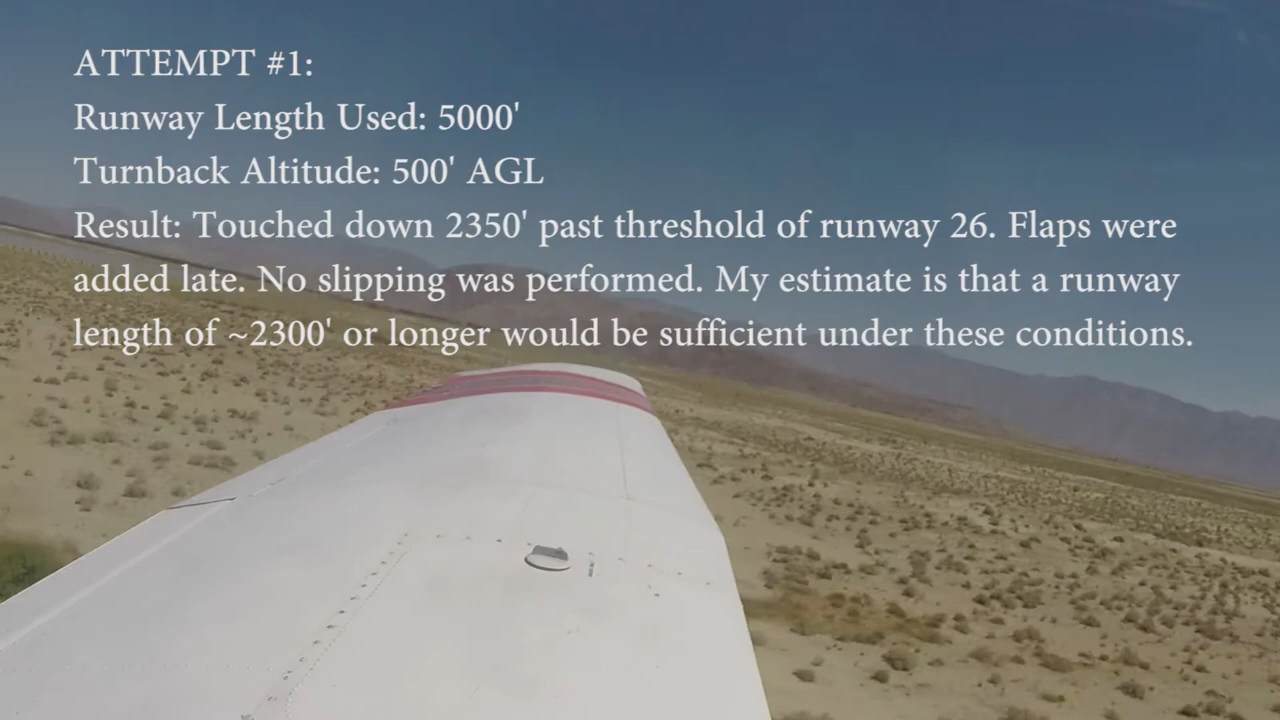 ATTEMPT #1:
Runway Length Used: 5000'
Turnback Altitude: 500' AGL
Result: Touched down 2350' past threshold of runway 26. Flaps were
added late. No slipping was performed. My estimate is that a runway
length of ~2300' or longer would be sufficient under these conditions.